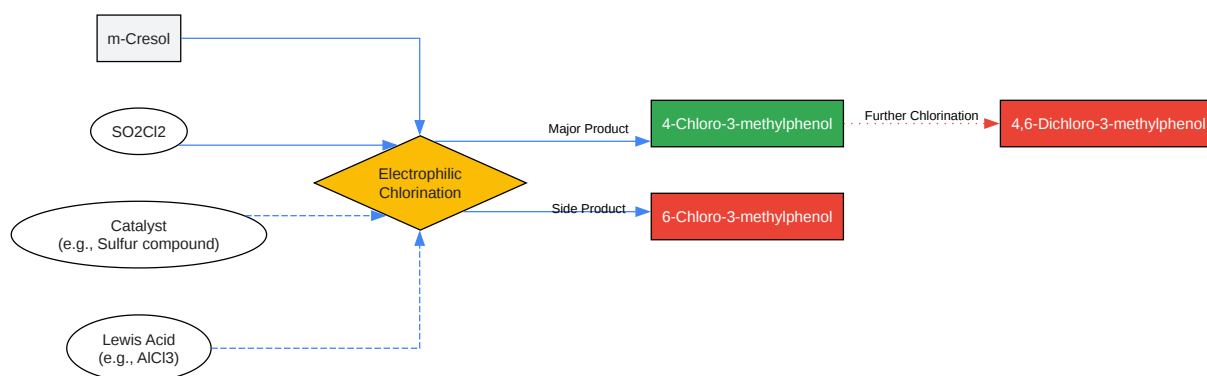 m-Cresol
SO2Cl2
Catalyst
(e.g., Sulfur compound)
Lewis Acid
(e.g., AlCl3)
Electrophilic
Chlorination
Major Product
Side Product
4-Chloro-3-methylphenol
6-Chloro-3-methylphenol
Further Chlorination
4,6-Dichloro-3-methylphenol